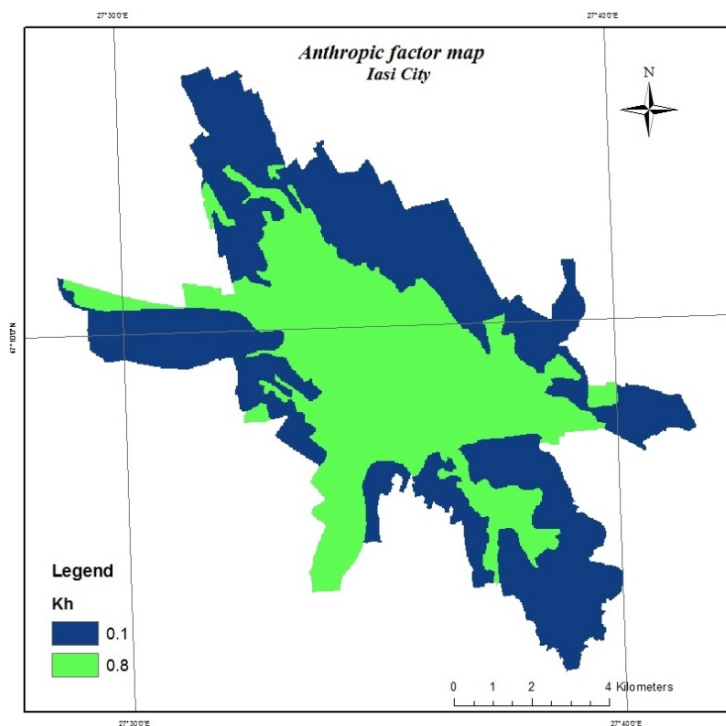 27°30'0"E 27°40'0"E
Anthropic factor map
Iasi City
N
47°10'0"N
Legend
Kh
0.1
0.8
0 1 2 4 Kilometers
27°30'0"E 27°40'0"E